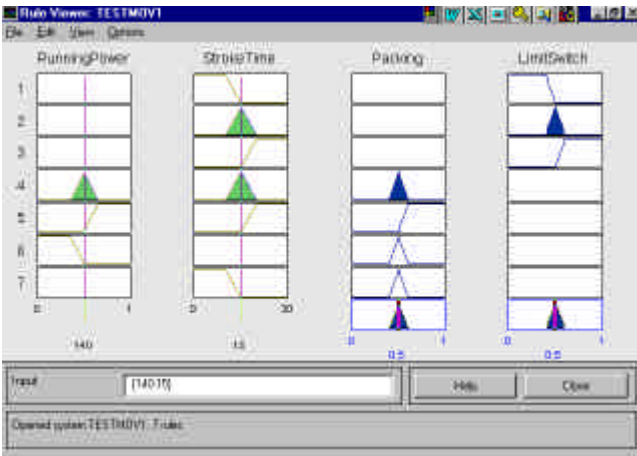 Rule Viewer: TESTMOV1
File Edit View Options
RunningPower StrokeTime Packing LimitSwitch
1
2
3
4
5
6
7
0 1 0 30
140 15
0 1 0 1
0.5 0.5
Input [140 15] Help Close
Opened system TESTMOV1 7 rules